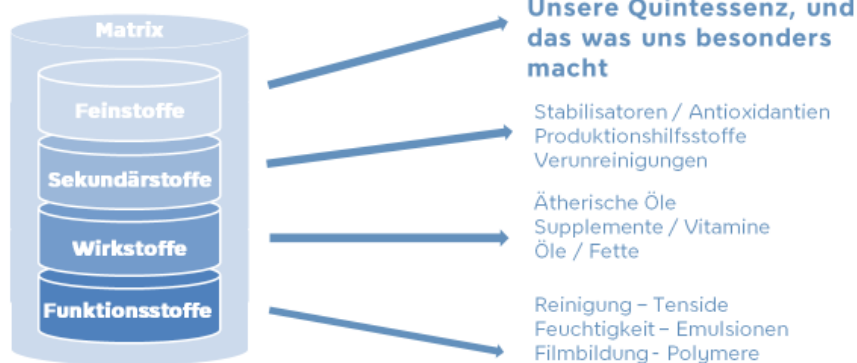 Matrix
Feinstoffe
Sekundärstoffe
Wirkstoffe
Funktionsstoffe
Unsere Quintessenz, und
das was uns besonders
macht
Stabilisatoren / Antioxidantien
Produktionshilfsstoffe
Verunreinigungen
Ätherische Öle
Supplemente / Vitamine
Öle / Fette
Reinigung – Tenside
Feuchtigkeit – Emulsionen
Filmbildung - Polymere